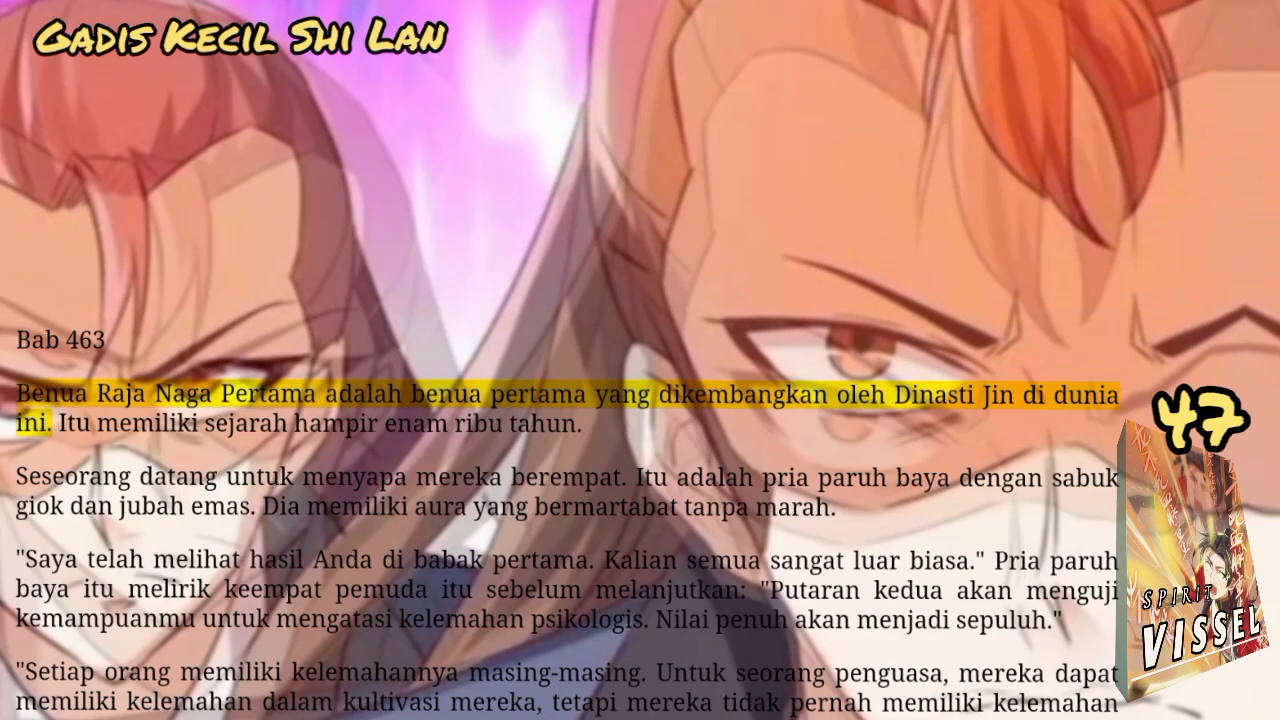 Gadis Kecil Shi Lan
Bab 463
Benua Raja Naga Pertama adalah benua pertama yang dikembangkan oleh Dinasti Jin di dunia
ini. Itu memiliki sejarah hampir enam ribu tahun.
Seseorang datang untuk menyapa mereka berempat. Itu adalah pria paruh baya dengan sabuk
giok dan jubah emas. Dia memiliki aura yang bermartabat tanpa marah.
"Saya telah melihat hasil Anda di babak pertama. Kalian semua sangat luar biasa." Pria paruh
baya itu melirik keempat pemuda itu sebelum melanjutkan: "Putaran kedua akan menguji
kemampuanmu untuk mengatasi kelemahan psikologis. Nilai penuh akan menjadi sepuluh."
"Setiap orang memiliki kelemahannya masing-masing. Untuk seorang penguasa, mereka dapat
memiliki kelemahan dalam kultivasi mereka, tetapi mereka tidak pernah memiliki kelemahan
47
SPIRIT
VISSEL